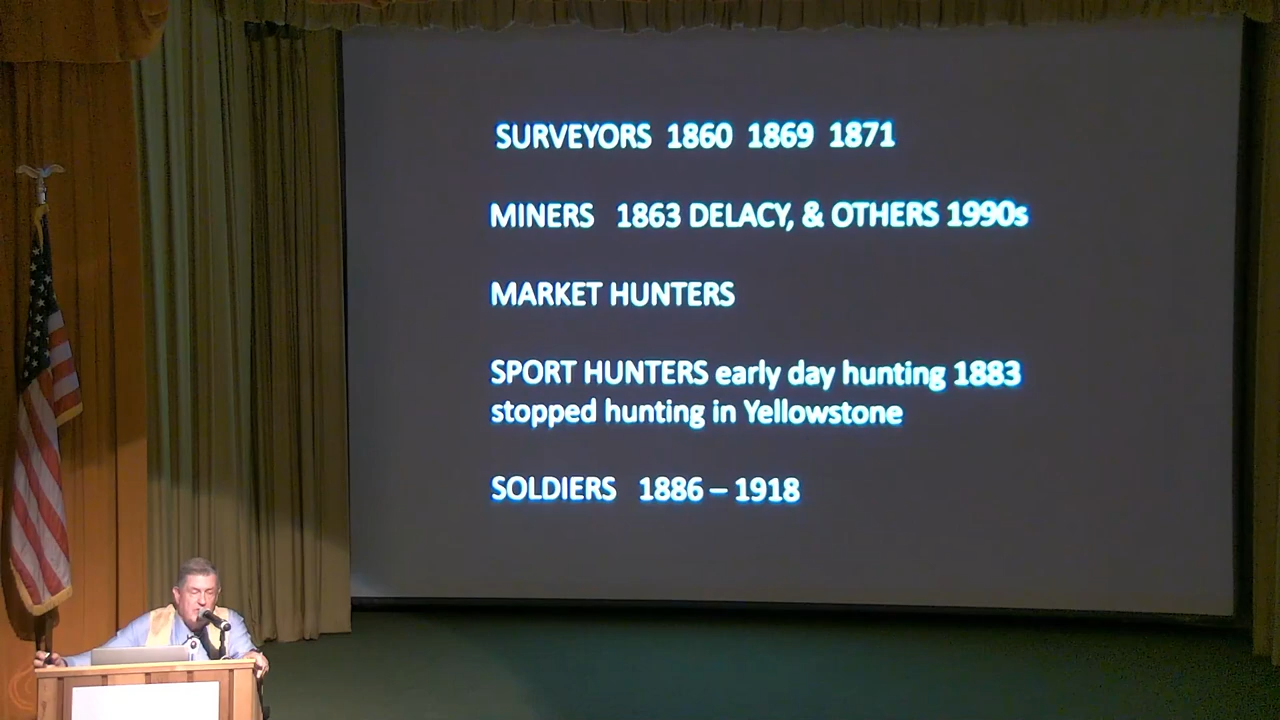 SURVEYORS 1860 1869 1871
MINERS 1863 DELACY, & OTHERS 1990s
MARKET HUNTERS
SPORT HUNTERS early day hunting 1883
stopped hunting in Yellowstone
SOLDIERS 1886 – 1918